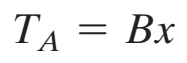 T_A = Bx